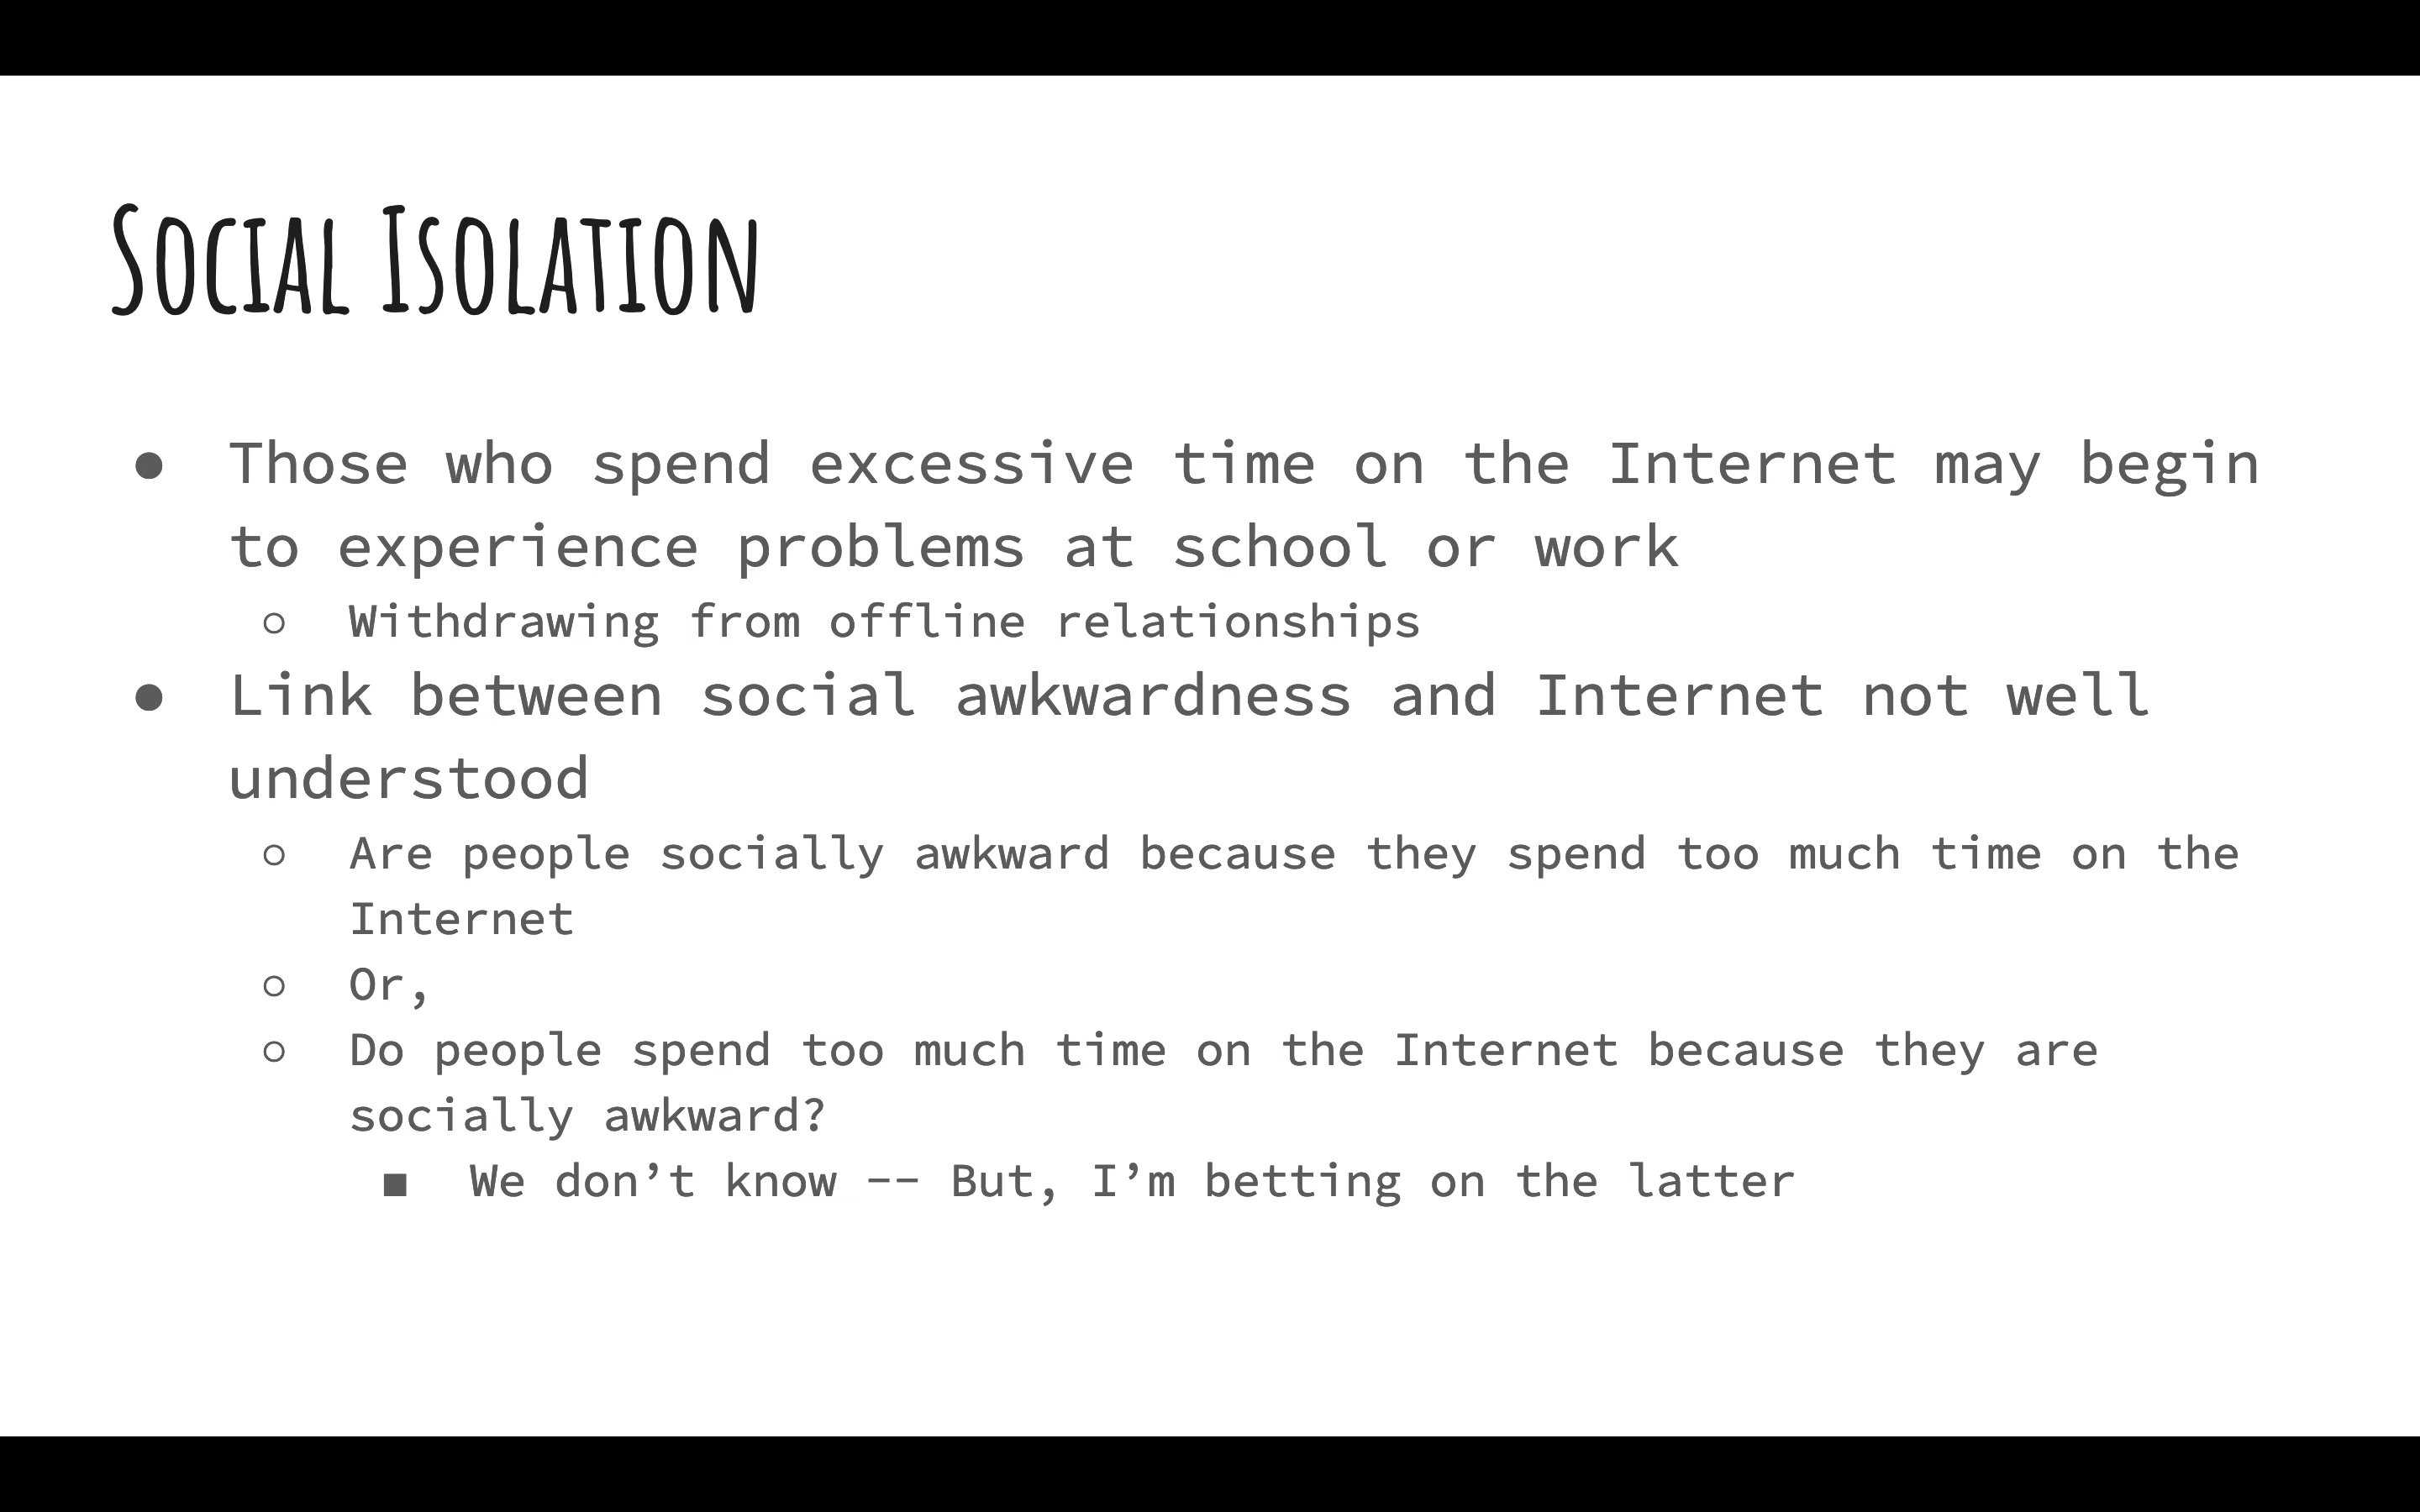 Social Isolation
● Those who spend excessive time on the Internet may begin
to experience problems at school or work
○ Withdrawing from offline relationships
● Link between social awkwardness and Internet not well
understood
○ Are people socially awkward because they spend too much time on the
Internet
○ Or,
○ Do people spend too much time on the Internet because they are
socially awkward?
■ We don’t know -- But, I’m betting on the latter